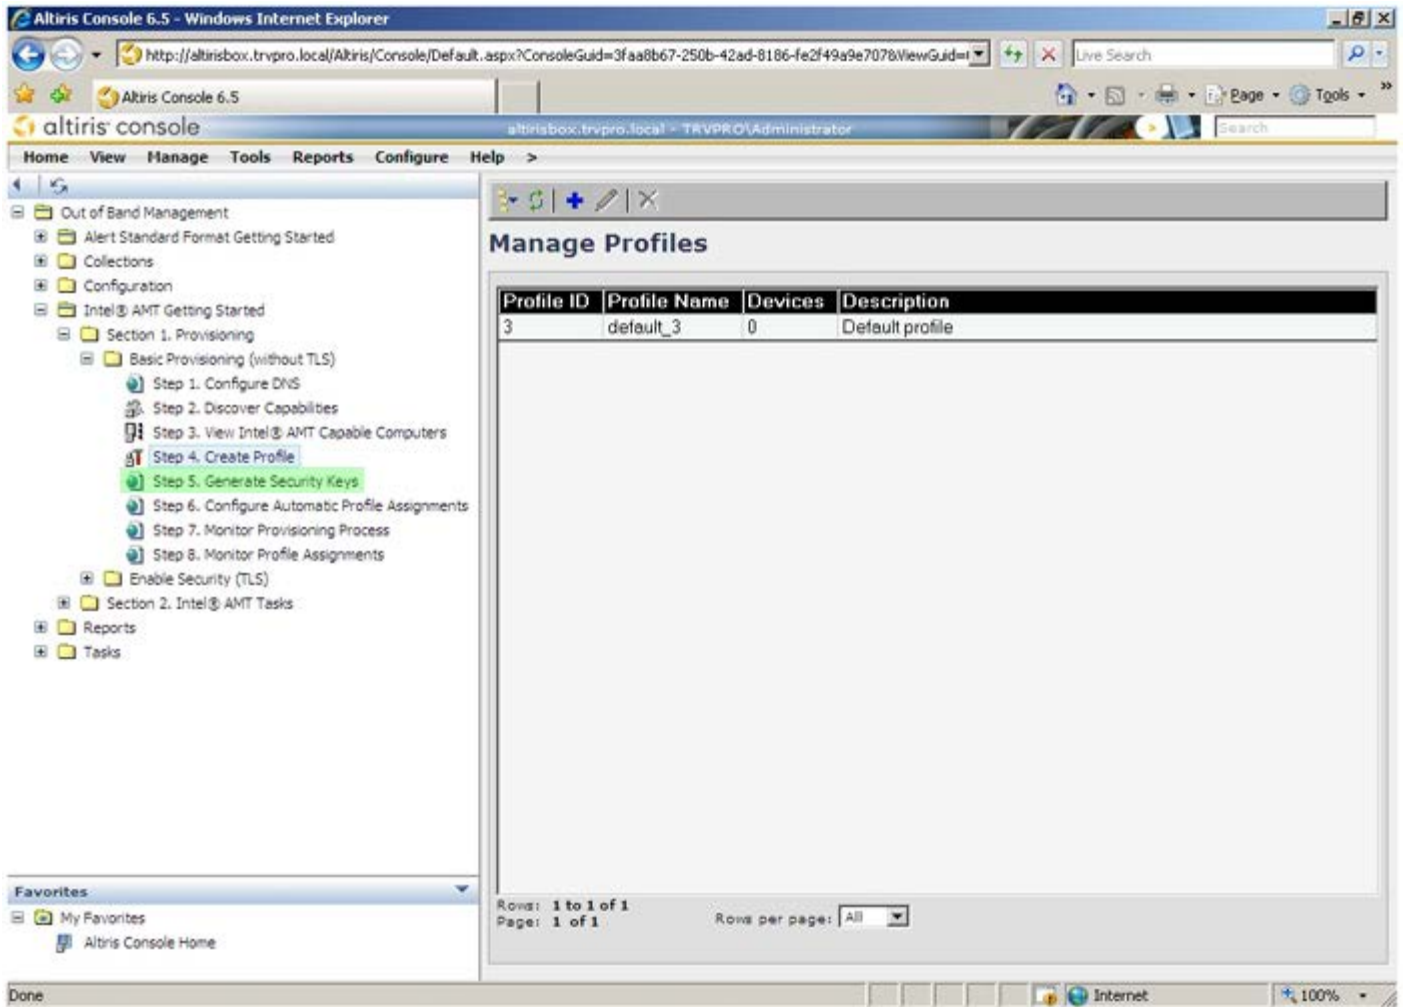 Altiris Console 6.5 - Windows Internet Explorer
http://altirisbox.trvpro.local/Altiris/Console/Default.aspx?ConsoleGuid=3faa8b67-250b-42ad-8186-fe2f49a9e707&ViewGuid=
Live Search
Altiris Console 6.5
Page
Tools
altiris console
altirisbox.trvpro.local - TRVPRO\Administrator
Search
Home View Manage Tools Reports Configure Help >
Out of Band Management
Alert Standard Format Getting Started
Collections
Configuration
Intel® AMT Getting Started
Section 1. Provisioning
Basic Provisioning (without TLS)
Step 1. Configure DNS
Step 2. Discover Capabilities
Step 3. View Intel® AMT Capable Computers
Step 4. Create Profile
Step 5. Generate Security Keys
Step 6. Configure Automatic Profile Assignments
Step 7. Monitor Provisioning Process
Step 8. Monitor Profile Assignments
Enable Security (TLS)
Section 2. Intel® AMT Tasks
Reports
Tasks
Favorites
My Favorites
Altiris Console Home
Manage Profiles
Profile ID Profile Name Devices Description
3 default_3 0 Default profile
Rows: 1 to 1 of 1
Page: 1 of 1
Rows per page: All
Done
Internet
100%